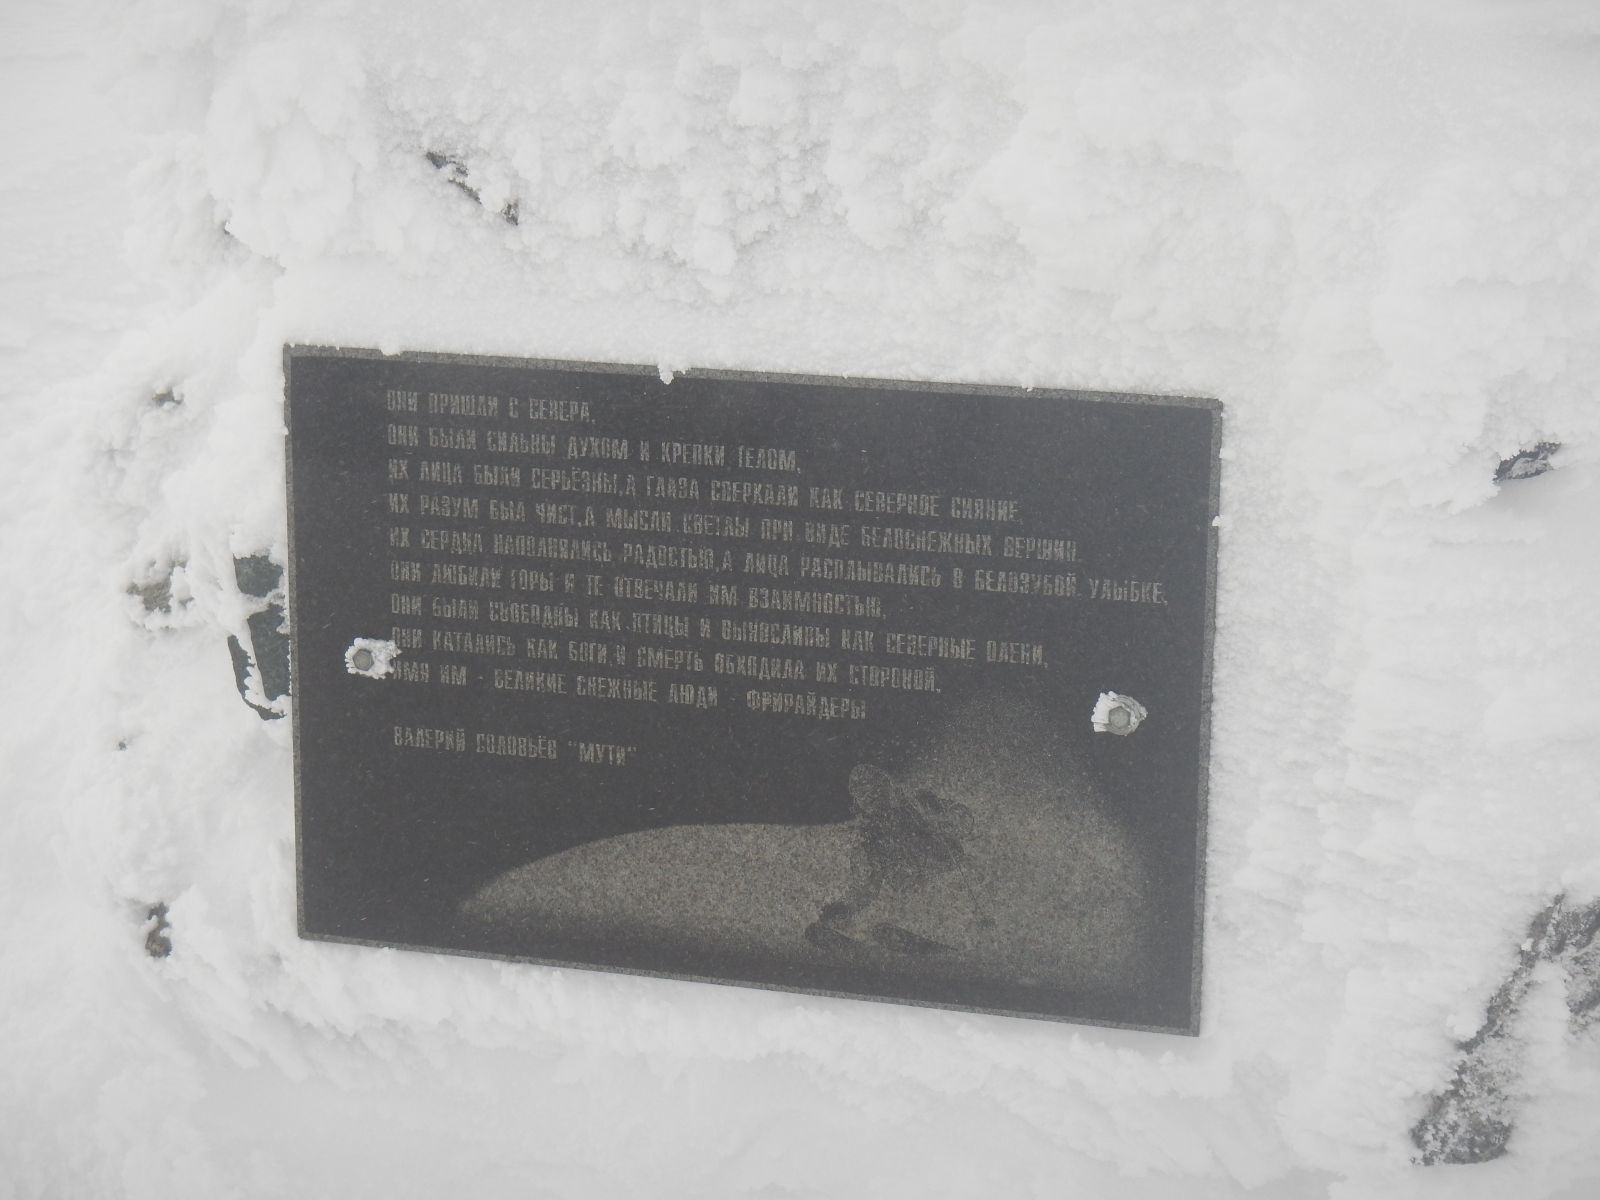 ОНИ ПРИШЛИ С СЕВЕРА,
ОНИ БЫЛИ СИЛЬНЫ ДУХОМ И КРЕПКИ ТЕЛОМ,
ИХ ЛИЦА БЫЛИ СЕРЬЁЗНЫ, А ГЛАЗА СВЕРКАЛИ КАК СЕВЕРНОЕ СИЯНИЕ,
ИХ РАЗУМ БЫЛ ЧИСТ, А МЫСЛИ СВЕТЛЫ ПРИ ВИДЕ БЕЛОСНЕЖНЫХ ВЕРШИН.
ИХ СЕРДЦА НАПОЛНЯЛИСЬ РАДОСТЬЮ, А ЛИЦА РАСПЛЫВАЛИСЬ В БЕЛОЗУБОЙ УЛЫБКЕ,
ОНИ ЛЮБИЛИ ГОРЫ И ТЕ ОТВЕЧАЛИ ИМ ВЗАИМНОСТЬЮ,
ОНИ БЫЛИ СВОБОДНЫ КАК ПТИЦЫ И ВЫНОСЛИВЫ КАК СЕВЕРНЫЕ ОЛЕНИ,
ОНИ КАТАЛИСЬ КАК БОГИ, И СМЕРТЬ ОБХОДИЛА ИХ СТОРОНОЙ,
ИМЯ ИМ - ВЕЛИКИЕ СНЕЖНЫЕ ЛЮДИ - ФРИРАЙДЕРЫ
ВАЛЕРИЙ СОЛОВЬЁВ "МУТИ"